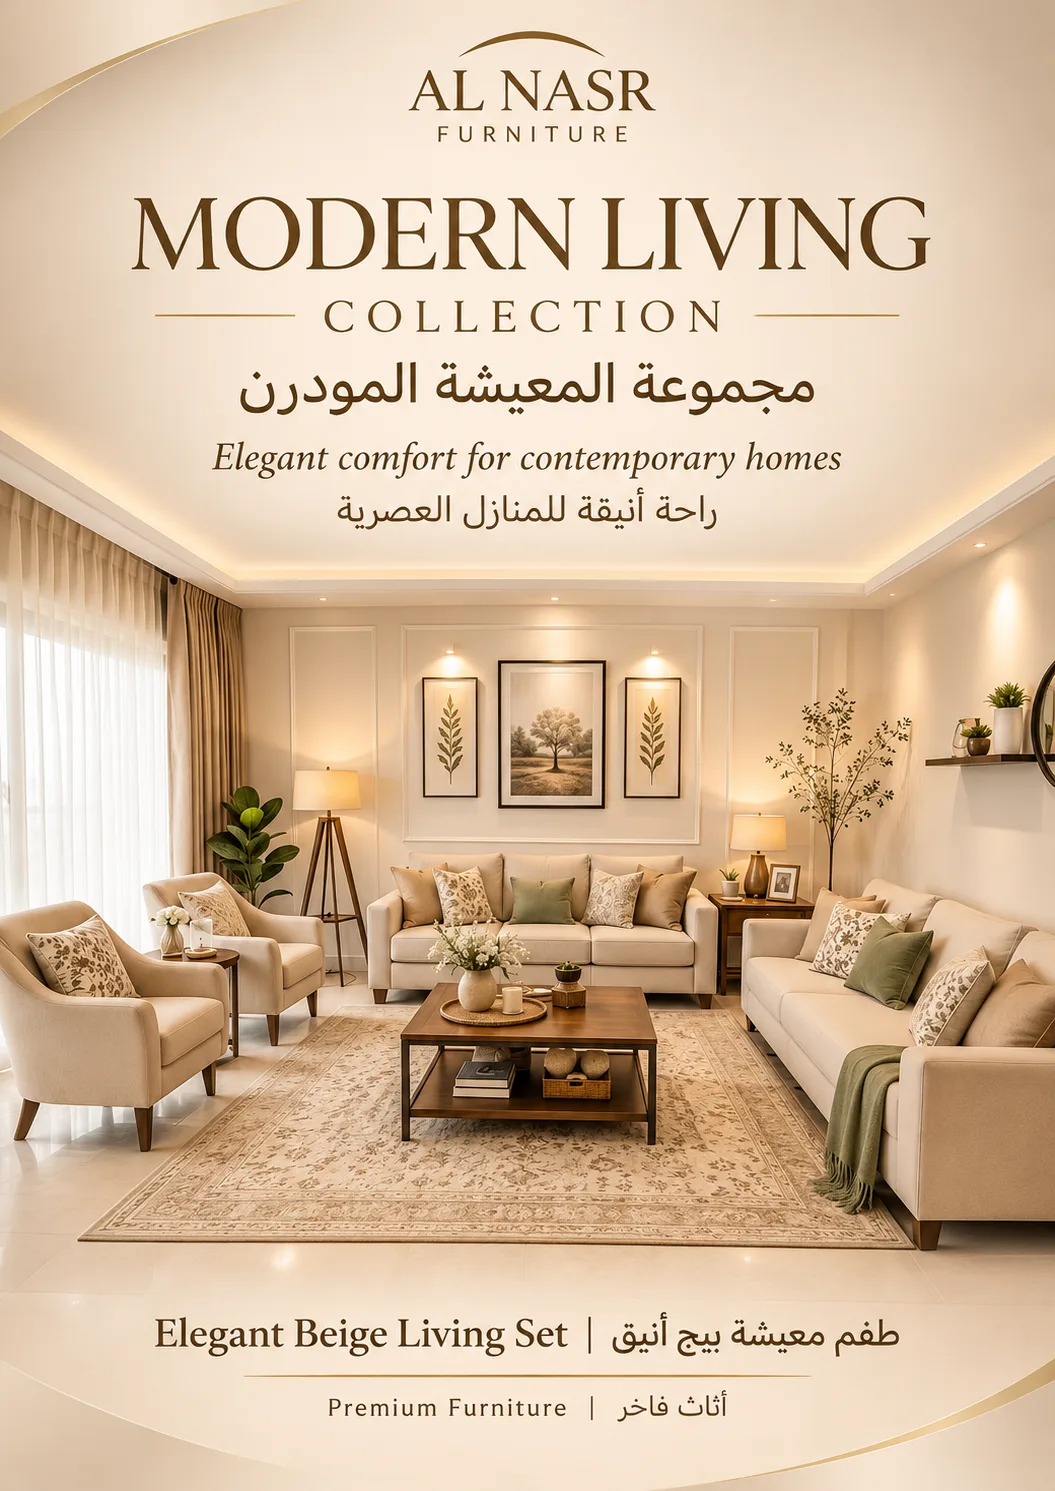 AL NASR
FURNITURE
MODERN LIVING
COLLECTION
مجموعة المعيشة المودرن
Elegant comfort for contemporary homes
راحة أنيقة للمنازل العصرية
Elegant Beige Living Set | طقم معيشة بيج أنيق
Premium Furniture | أثاث فاخر